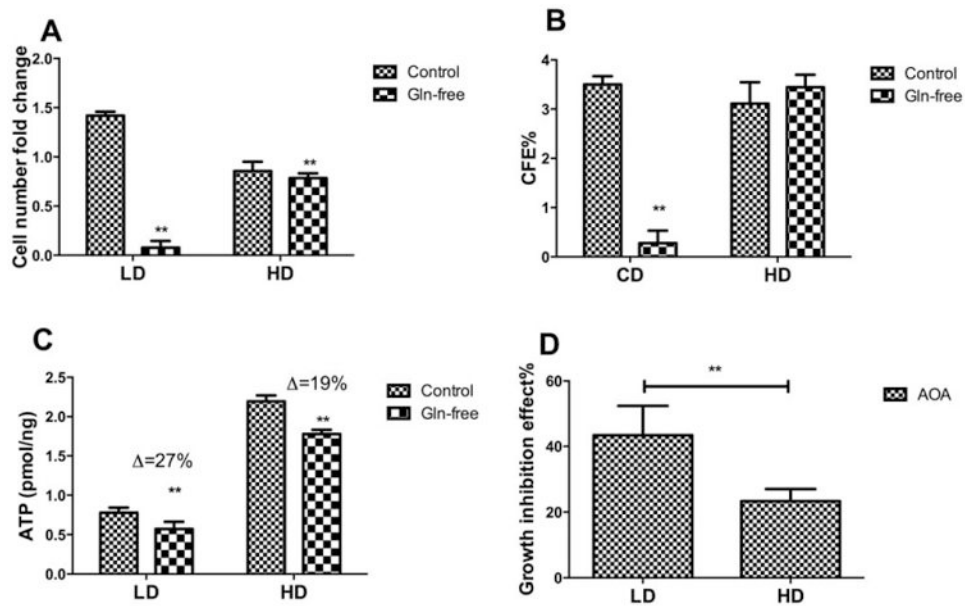 A
Cell number fold change
2.0
1.5
1.0
0.5
0.0
**
**
LD
HD
Control
Gln-free
B
CFE%
4
3
2
1
0
**
CD
HD
Control
Gln-free
C
ATP (pmol/ng)
2.5
2.0
1.5
1.0
0.5
0.0
Δ=27%
**
Δ=19%
**
LD
HD
Control
Gln-free
D
Growth inhibition effect%
60
40
20
0
**
LD
HD
AOA